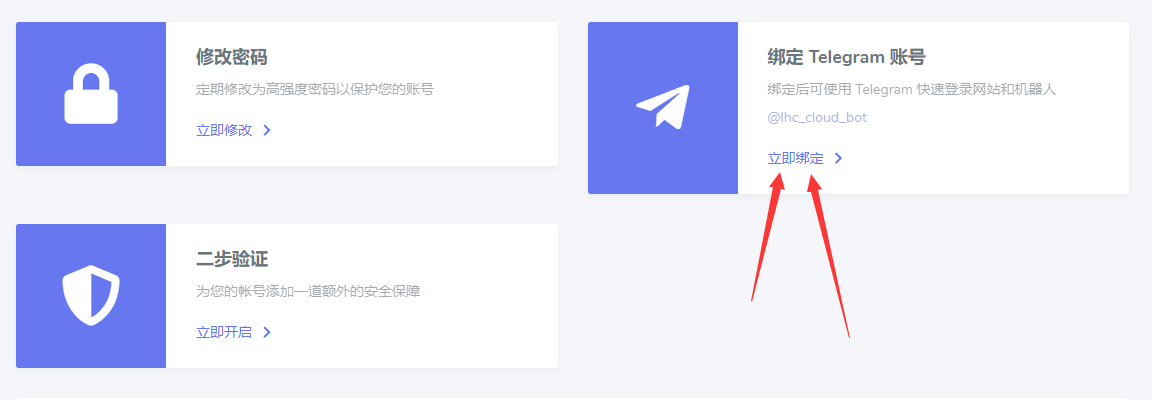 修改密码
定期修改为高强度密码以保护您的账号
立即修改
绑定 Telegram 账号
绑定后可使用 Telegram 快速登录网站和机器人
@lhc_cloud_bot
立即绑定
二步验证
为您的帐号添加一道额外的安全保障
立即开启